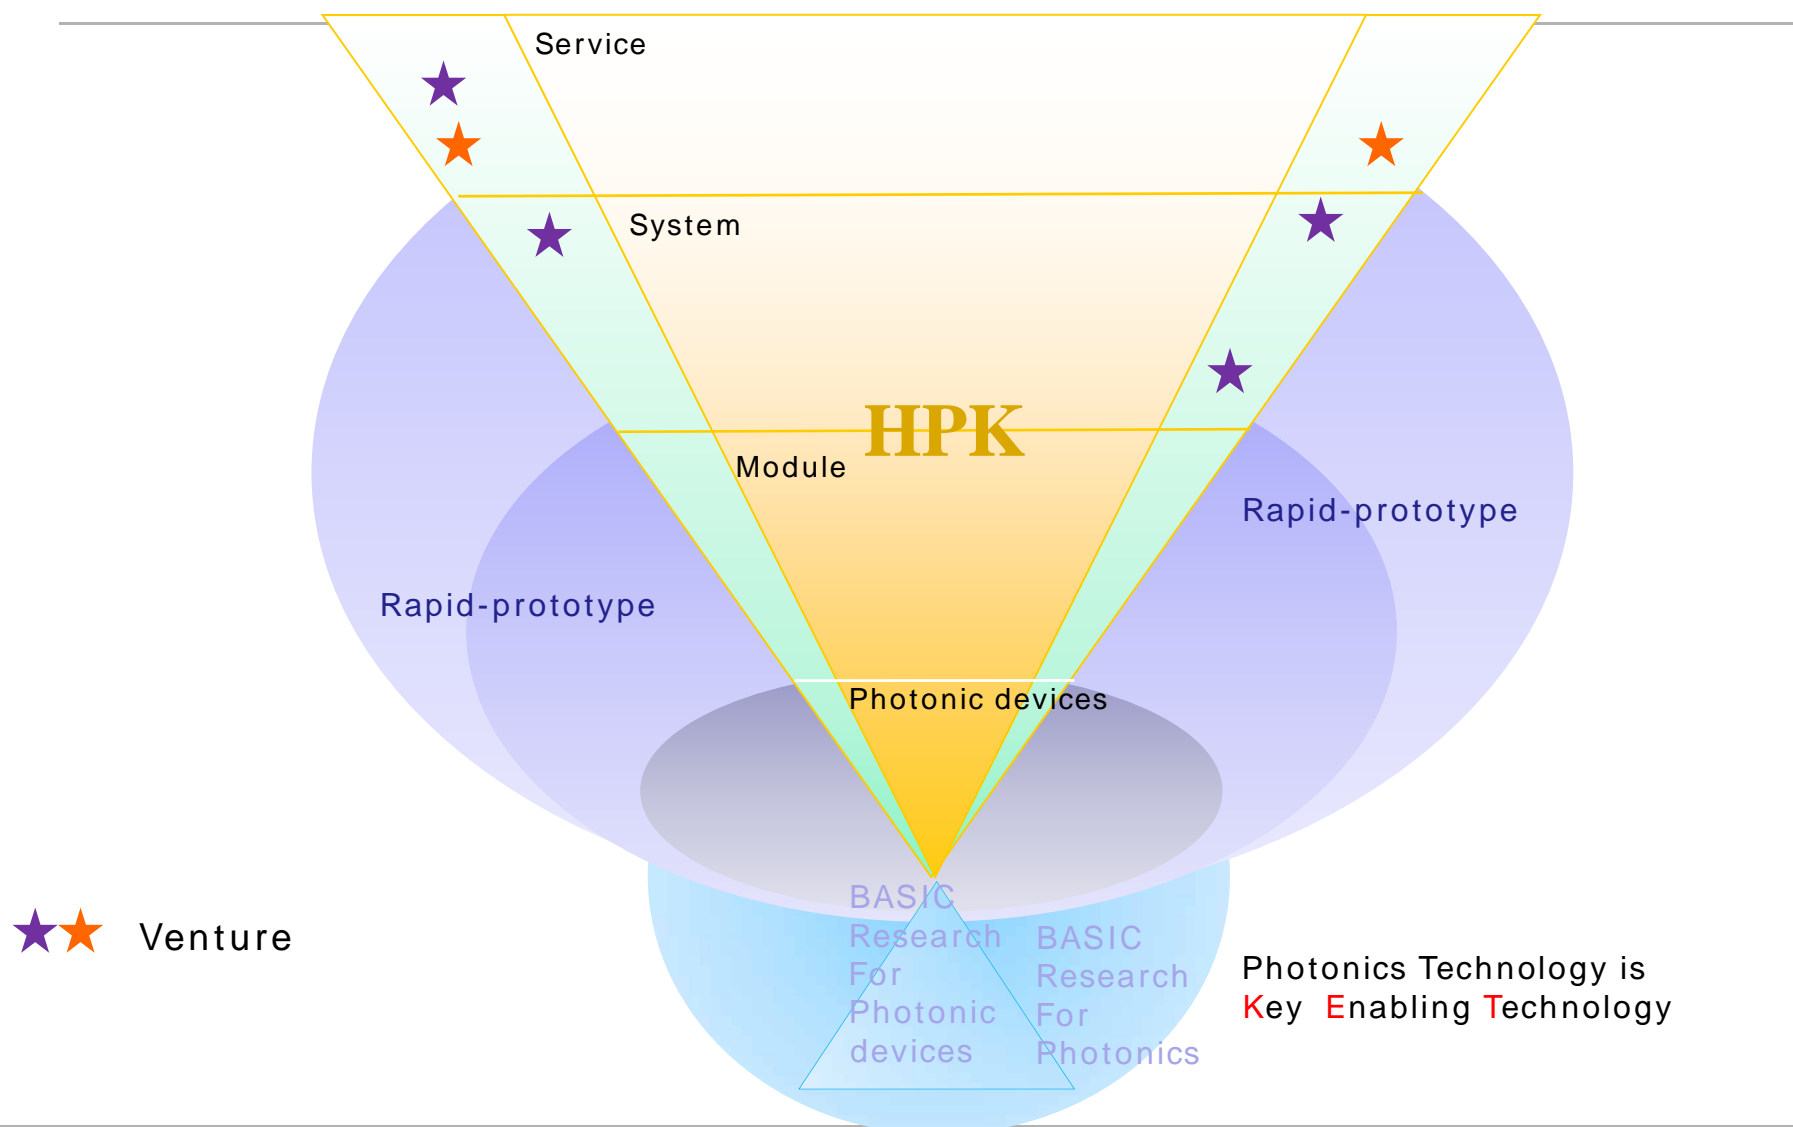 Service
System
HPK
Module
Rapid-prototype
Rapid-prototype
Photonic devices
BASIC
Research
For
Photonic
devices
BASIC
Research
For
Photonics
Venture
Photonics Technology is
Key Enabling Technology